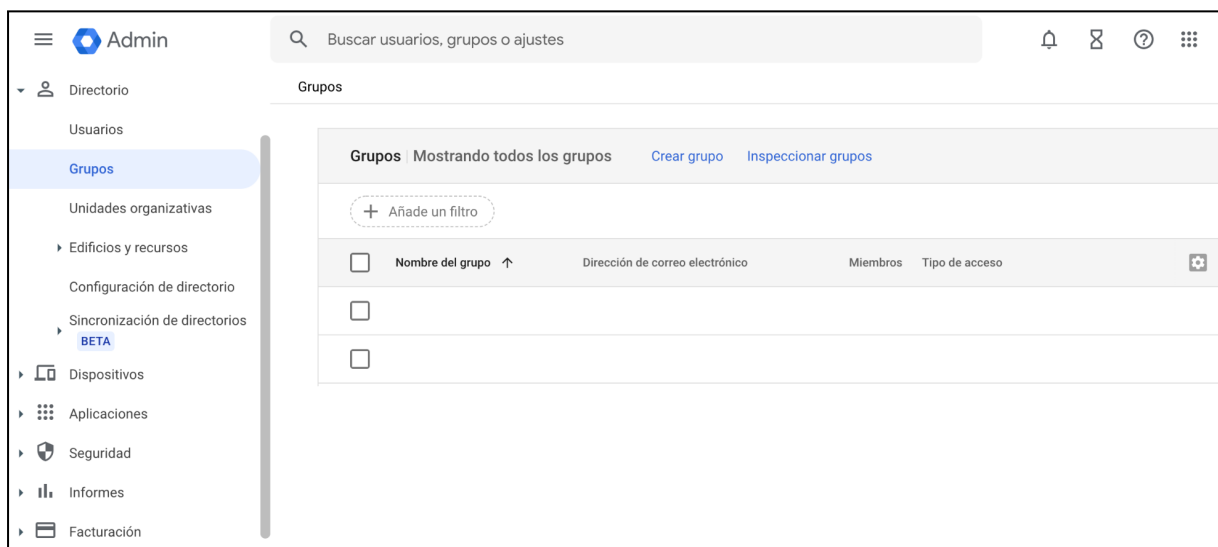 Admin
Buscar usuarios, grupos o ajustes
Directorio
Usuarios
Grupos
Unidades organizativas
Edificios y recursos
Configuración de directorio
Sincronización de directorios
BETA
Dispositivos
Aplicaciones
Seguridad
Informes
Facturación
Grupos
Grupos | Mostrando todos los grupos Crear grupo Inspeccionar grupos
Añade un filtro
Nombre del grupo Dirección de correo electrónico Miembros Tipo de acceso